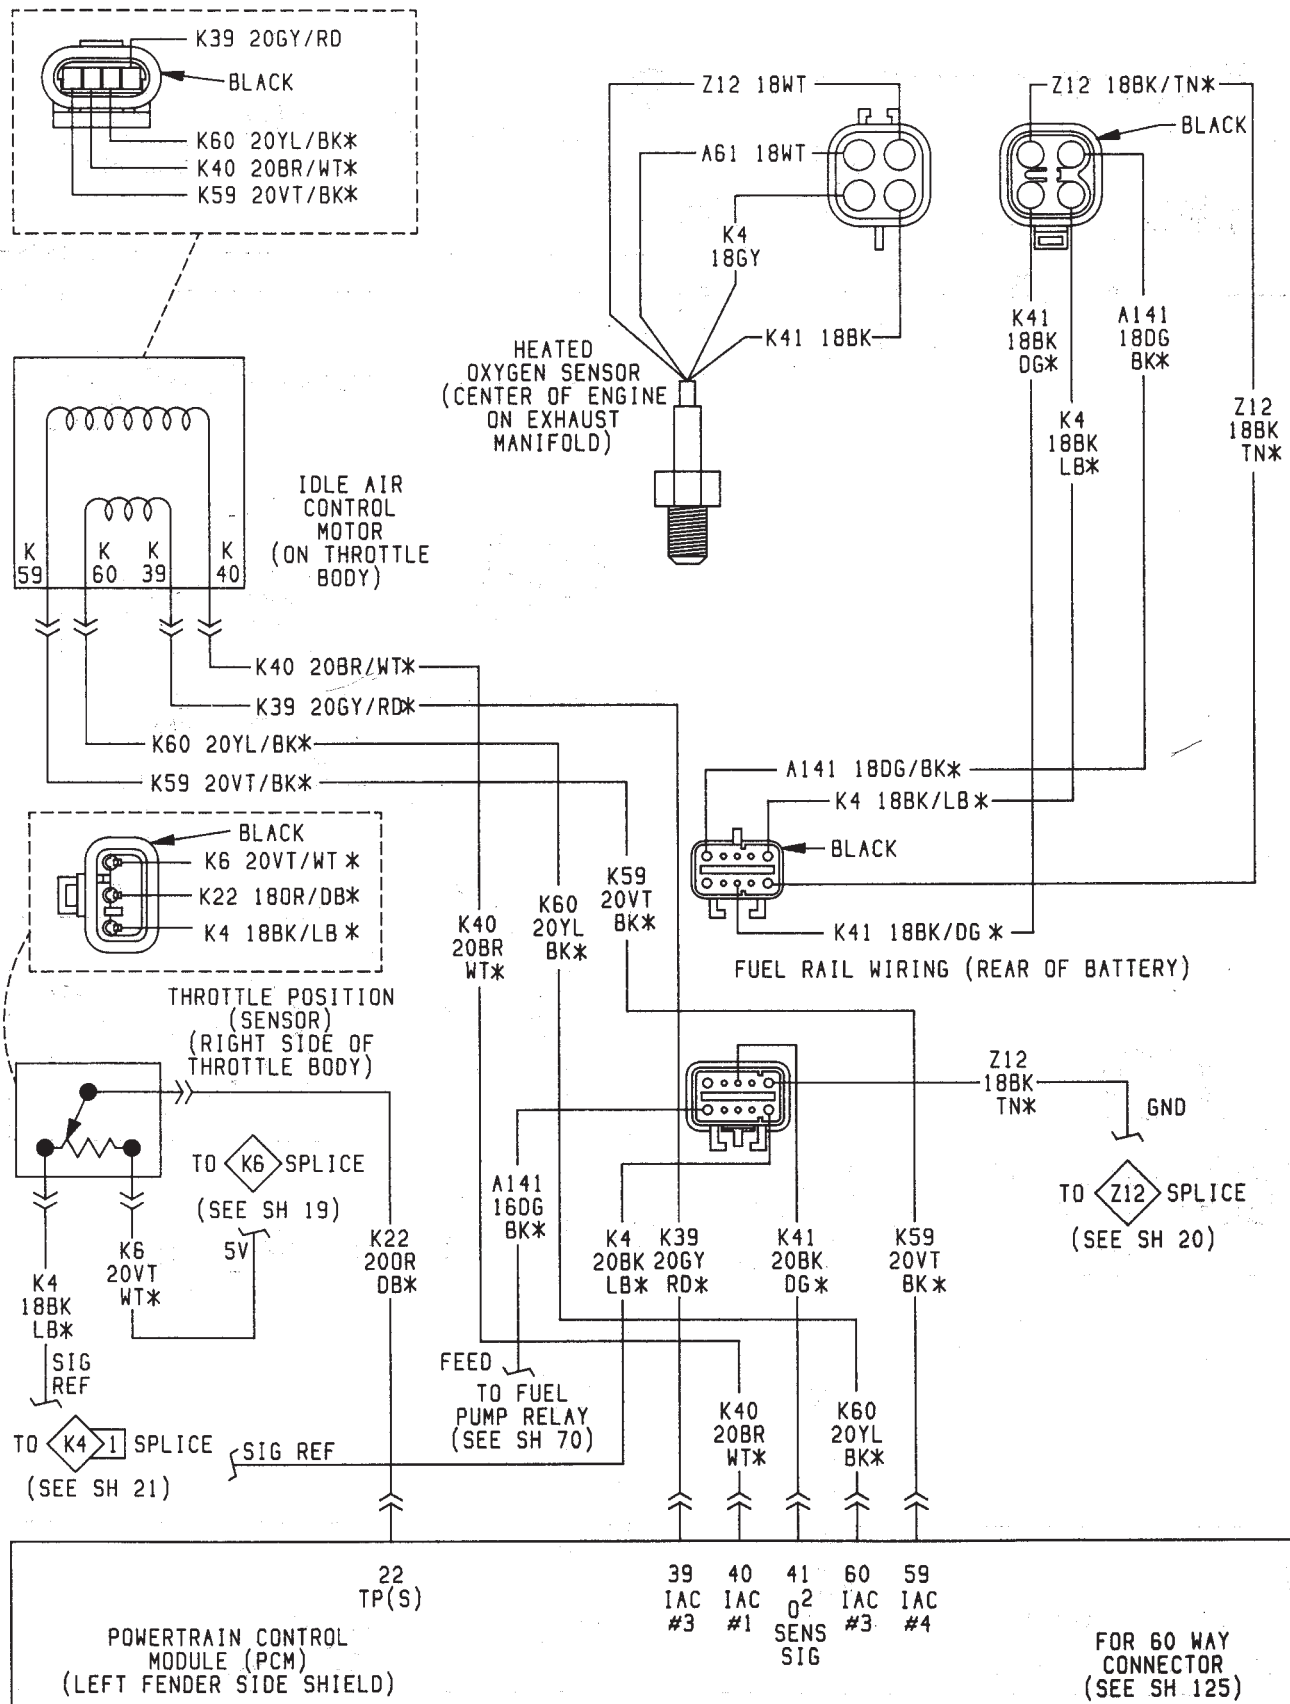 K39 20GY/RD
BLACK
K60 20YL/BK*
K40 20BR/WT*
K59 20VT/BK*
Z12 18WT
A61 18WT
K4
18GY
K41 18BK
Z12 18BK/TN*
BLACK
K41
18BK
DG*
A141
18DG
BK*
K4
18BK
LB*
Z12
18BK
TN*
HEATED
OXYGEN SENSOR
(CENTER OF ENGINE
ON EXHAUST
MANIFOLD)
IDLE AIR
CONTROL
MOTOR
(ON THROTTLE
BODY)
K
59
K
60
K
39
K
40
K40 20BR/WT*
K39 20GY/RD*
K60 20YL/BK*
K59 20VT/BK*
A141 18DG/BK*
K4 18BK/LB*
BLACK
K41 18BK/DG*
FUEL RAIL WIRING (REAR OF BATTERY)
BLACK
K6 20VT/WT*
K22 18OR/DB*
K4 18BK/LB*
THROTTLE POSITION
(SENSOR)
(RIGHT SIDE OF
THROTTLE BODY)
K40
20BR
WT*
K60
20YL
BK*
K59
20VT
BK*
Z12
18BK
TN*
GND
TO Z12 SPLICE
(SEE SH 20)
TO K6 SPLICE
(SEE SH 19)
5V
K4
18BK
LB*
K6
20VT
WT*
K22
20OR
DB*
A141
16DG
BK*
K4
20BK
LB*
K39
20GY
RD*
K41
20BK
DG*
K59
20VT
BK*
SIG
REF
TO K4 1 SPLICE
(SEE SH 21)
SIG REF
FEED
TO FUEL
PUMP RELAY
(SEE SH 70)
K40
20BR
WT*
K60
20YL
BK*
22
TP(S)
39
IAC
#3
40
IAC
#1
41
O2
SENS
SIG
60
IAC
#3
59
IAC
#4
POWERTRAIN CONTROL
MODULE (PCM)
(LEFT FENDER SIDE SHIELD)
FOR 60 WAY
CONNECTOR
(SEE SH 125)